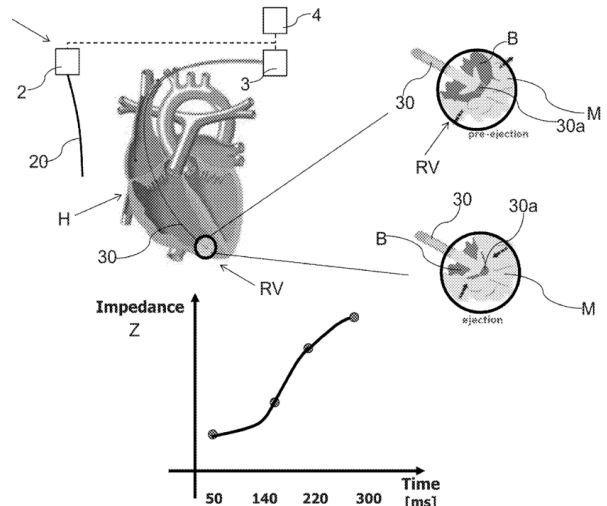 4
B
2
3
30
M
30a
20
pre-ejection
RV
30
30a
H
B
30
RV
M
ejection
Impedance
Z
Time
50 140 220 300 [ms]